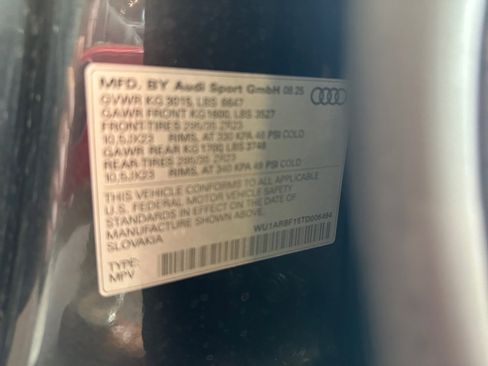 MFD. BY Audi Sport GmbH 08 25
GVWR KG 3015, LBS 6647
GAWR FRONT KG 1600, LBS 3527
FRONT TIRES 285/35 ZR23
10,5JX23 RIMS, AT 330 KPA 48 PSI COLD
GAWR REAR KG 1700 LBS 3748
REAR TIRES 285/35 ZR23
10,5JX23 RIMS, AT 340 KPA 49 PSI COLD
THIS VEHICLE CONFORMS TO ALL APPLICABLE
U.S. FEDERAL MOTOR VEHICLE SAFETY
STANDARDS IN EFFECT ON THE DATE OF
MANUFACTURE SHOWN ABOVE.
SLOVAKIA
TYPE:
MPV